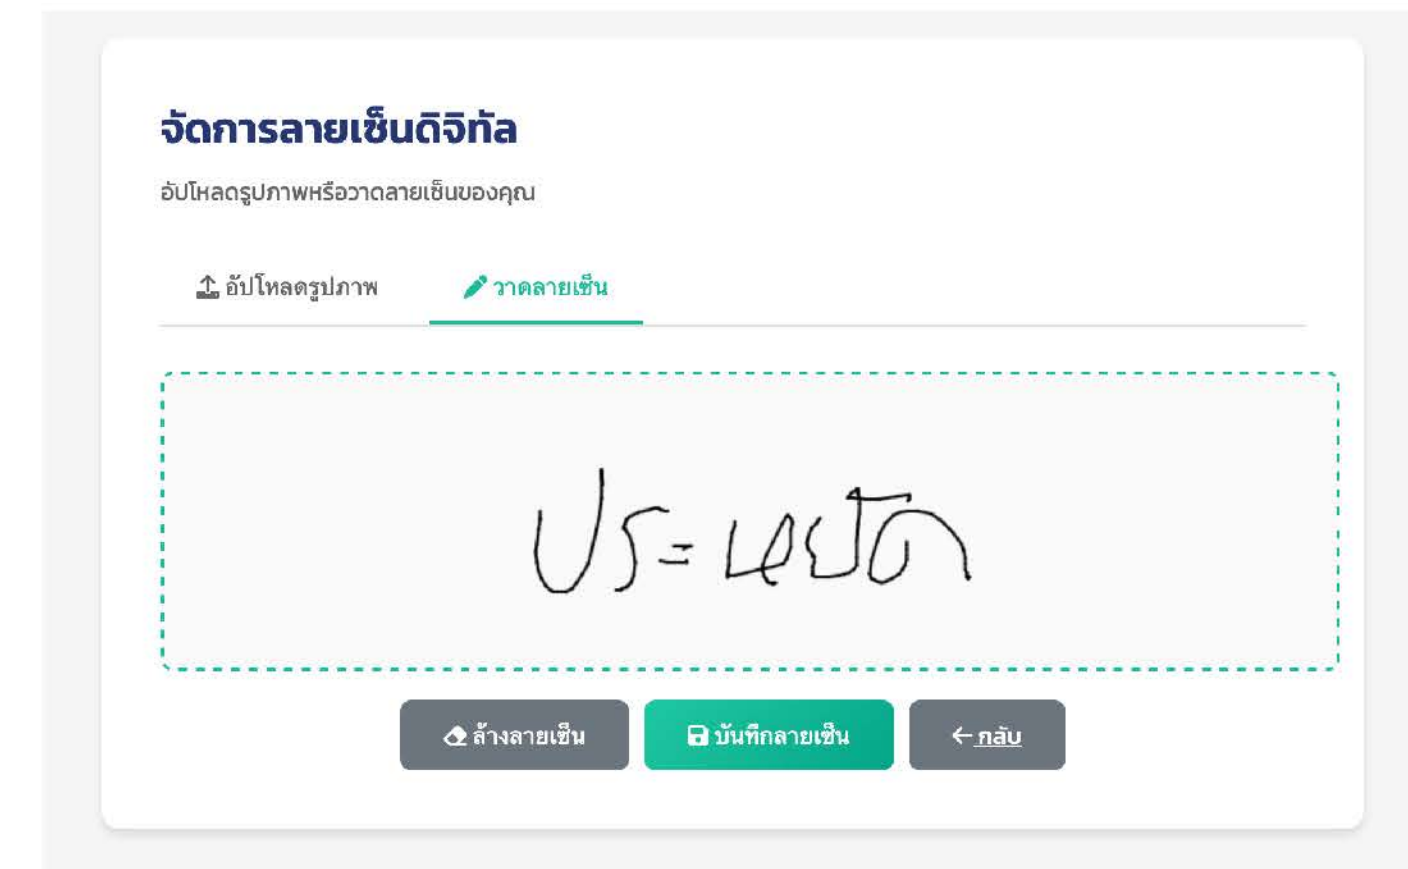 จัดการลายเซ็นดิจิทัล
อัปโหลดรูปภาพหรือวาดลายเซ็นของคุณ
อัปโหลดรูปภาพ วาดลายเซ็น
ล้างลายเซ็น บันทึกลายเซ็น กลับ